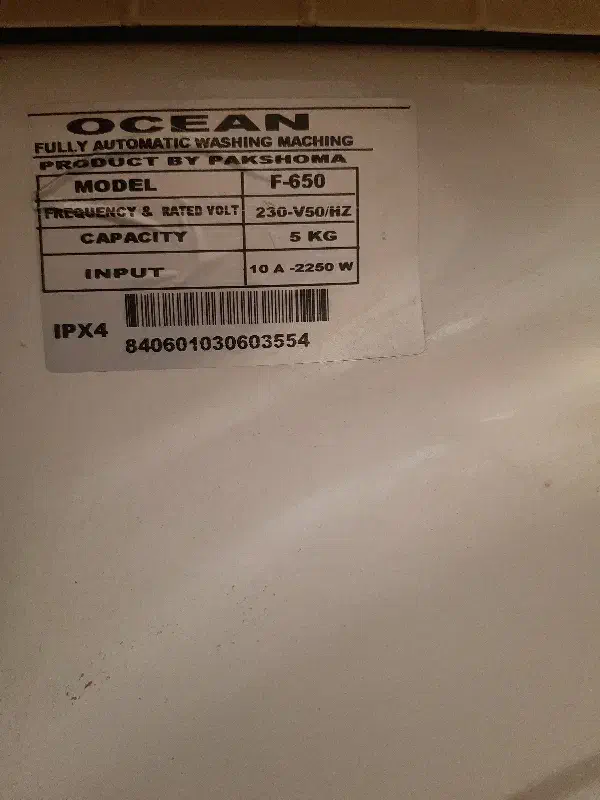 OCEAN
FULLY AUTOMATIC WASHING MACHING
PRODUCT BY PAKSHOMA
MODEL F-650
FREQUENCY & RATED VOLT 230-V50/HZ
CAPACITY 5 KG
INPUT 10 A -2250 W
IPX4
840601030603554